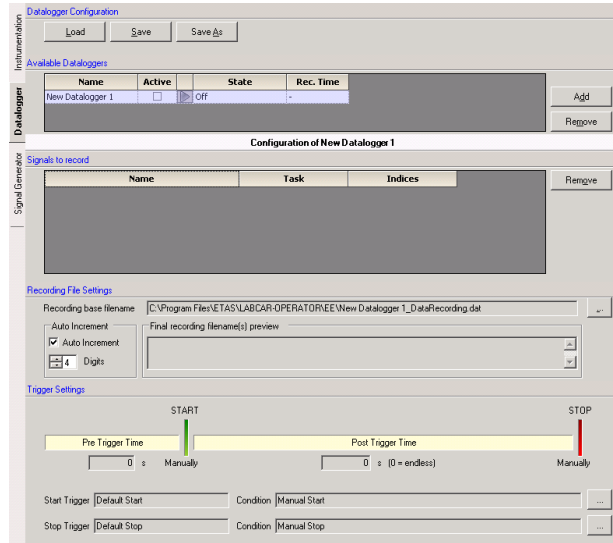 Datalogger Configuration
Load Save Save As
Instrumentation
Datalogger
Signal Generator
Available Dataloggers
Name Active State Rec. Time
New Datalogger 1 Off -
Add
Remove
Configuration of New Datalogger 1
Signals to record
Name Task Indices
Remove
Recording File Settings
Recording base filename C:\Program Files\ETAS\LABCAR-OPERATOR\EE\New Datalogger 1_DataRecording.dat ...
Auto Increment
Auto Increment
4 Digits
Final recording filename(s) preview
Trigger Settings
START STOP
Pre Trigger Time Post Trigger Time
0 s Manually 0 s (0 = endless) Manually
Start Trigger Default Start Condition Manual Start ...
Stop Trigger Default Stop Condition Manual Stop ...